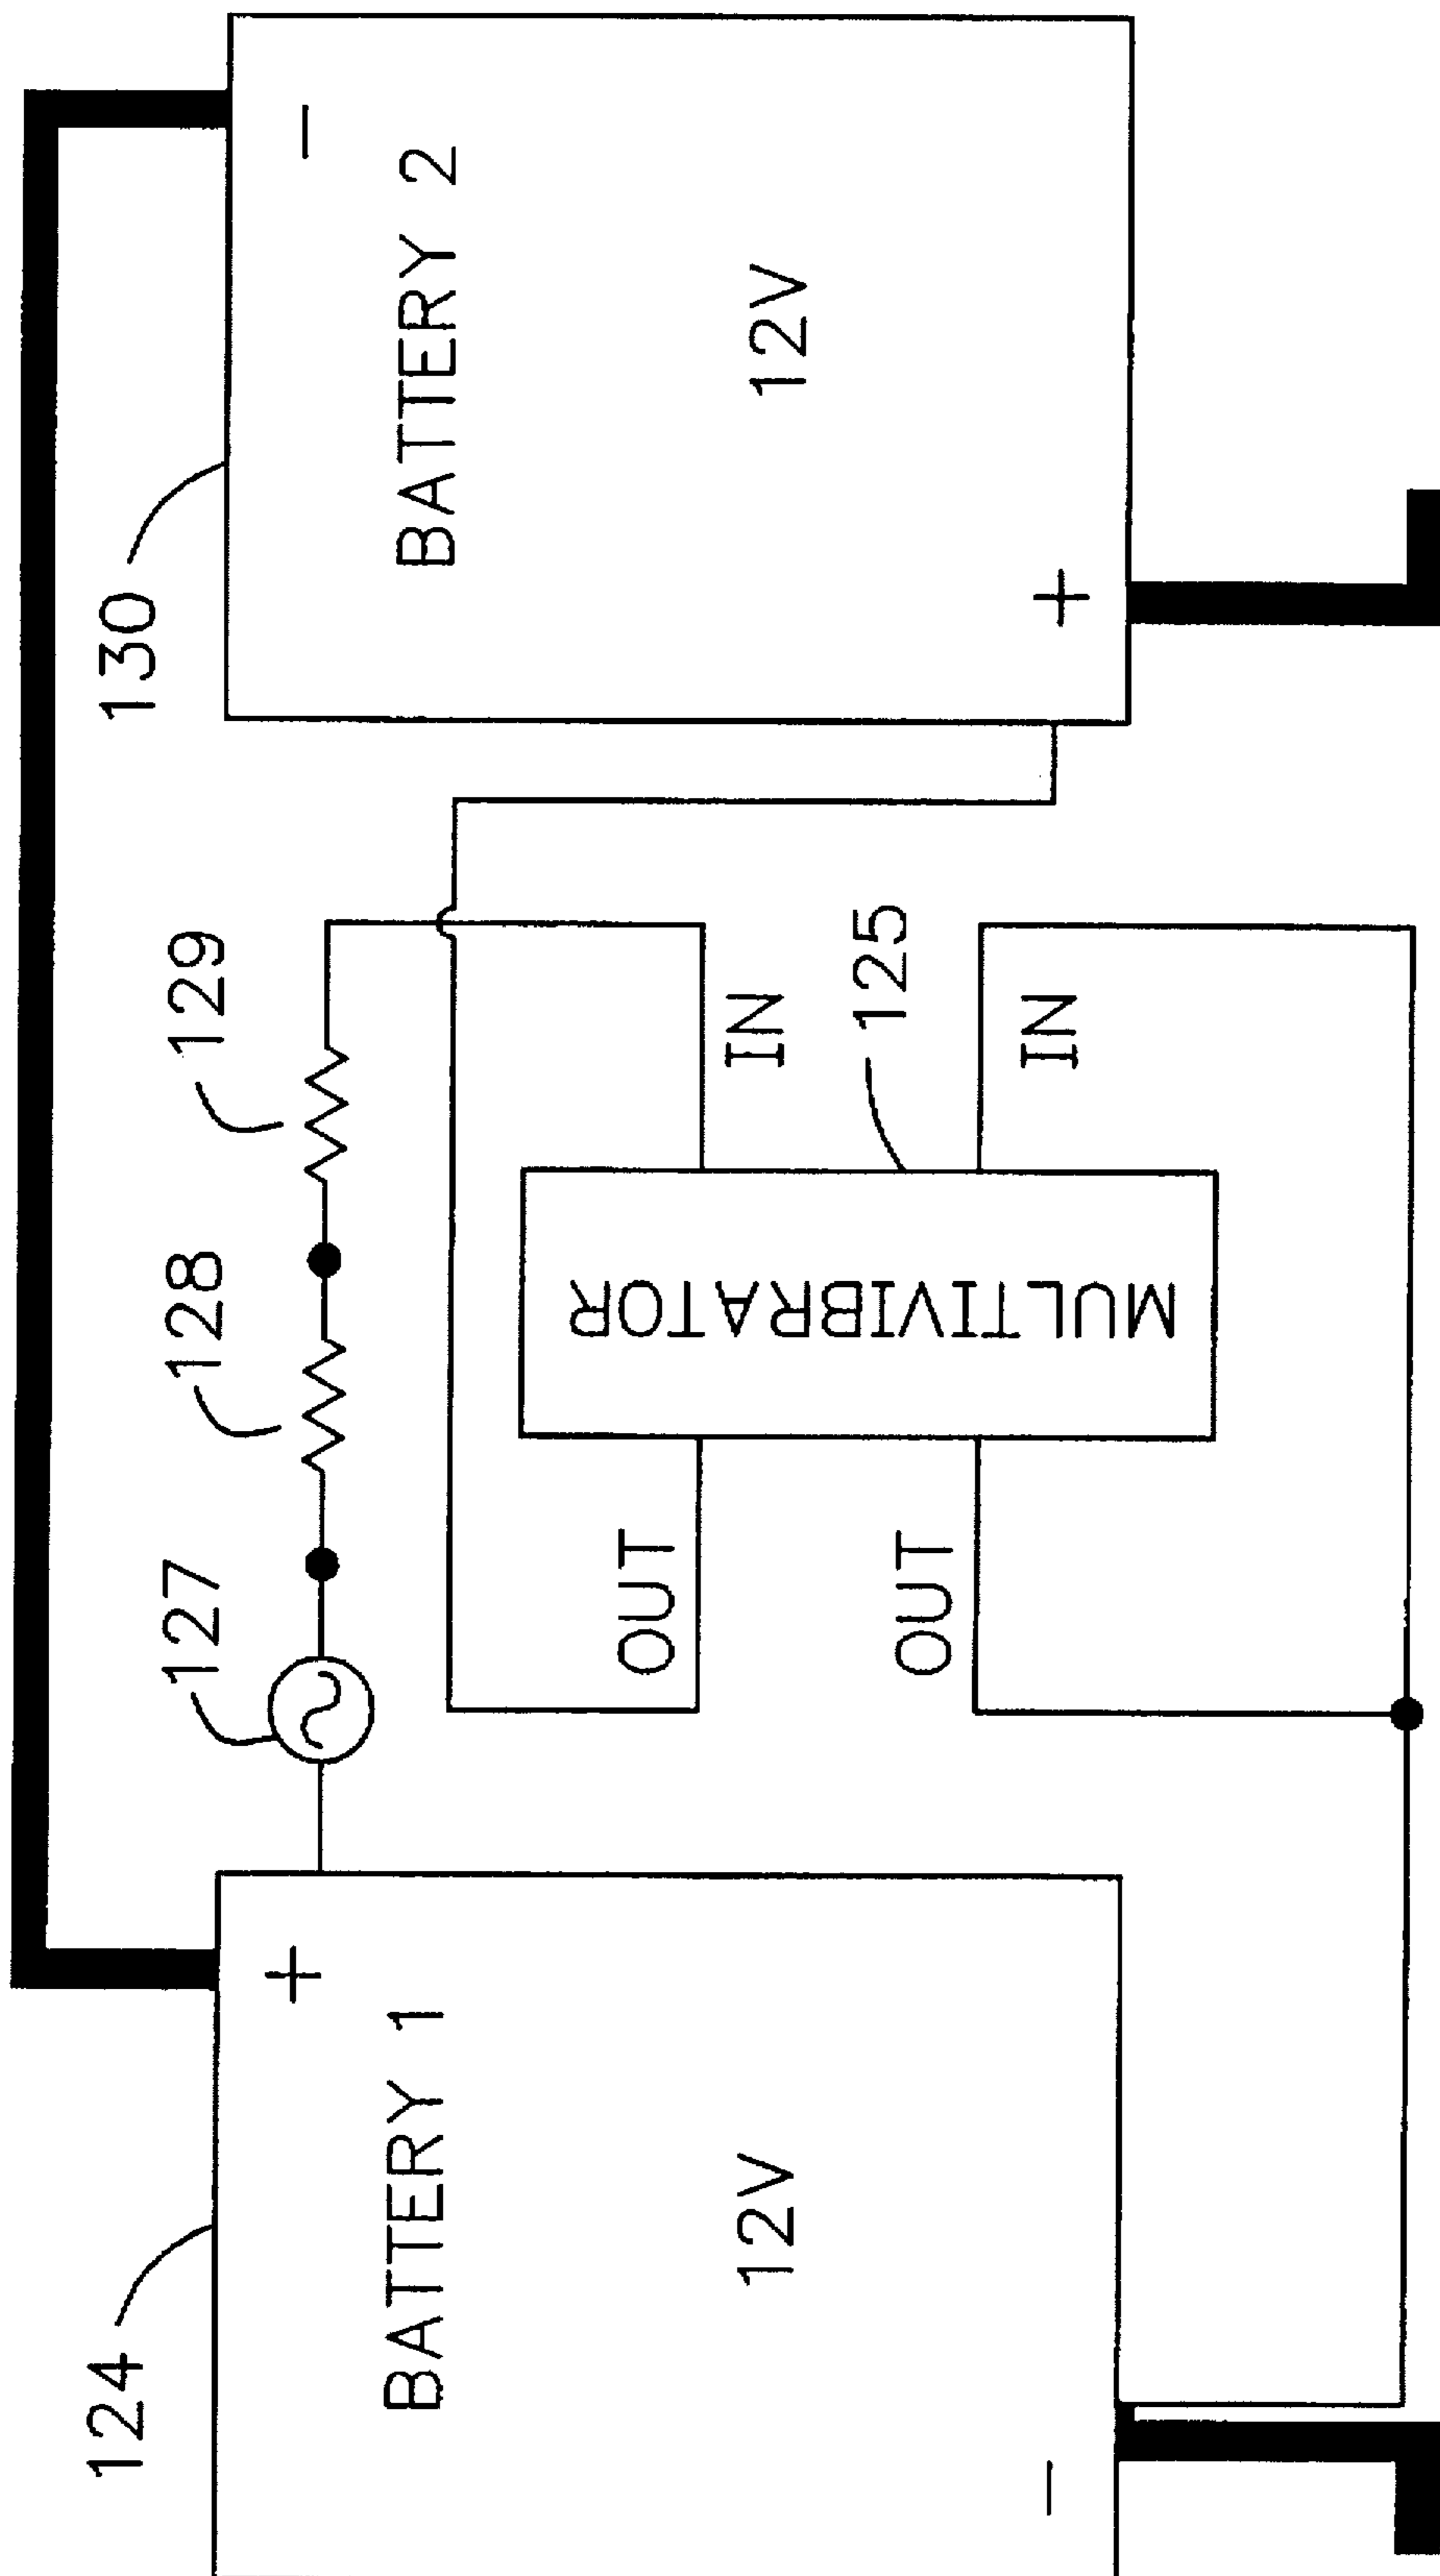 124
BATTERY 1
+
12V
−
127
128
129
OUT
OUT
MULTIVIBRATOR
IN
125
IN
130
BATTERY 2
−
12V
+